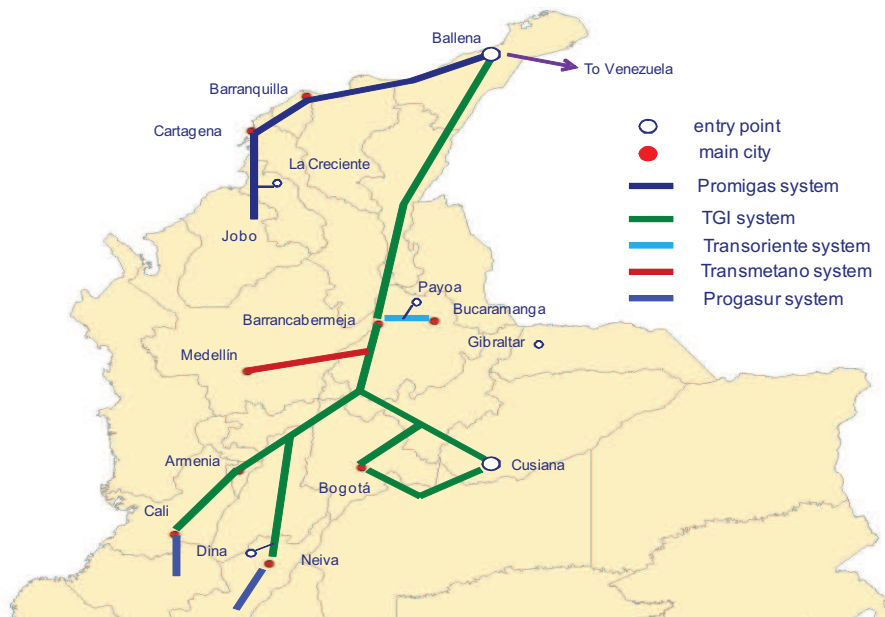 Ballena
To Venezuela
Barranquilla
Cartagena
La Creciente
Jobo
entry point
main city
Promigas system
TGI system
Transoriente system
Transmetano system
Progasur system
Payoa
Barrancabermeja
Bucaramanga
Gibraltar
Medellín
Armenia
Bogotá
Cusiana
Cali
Dina
Neiva